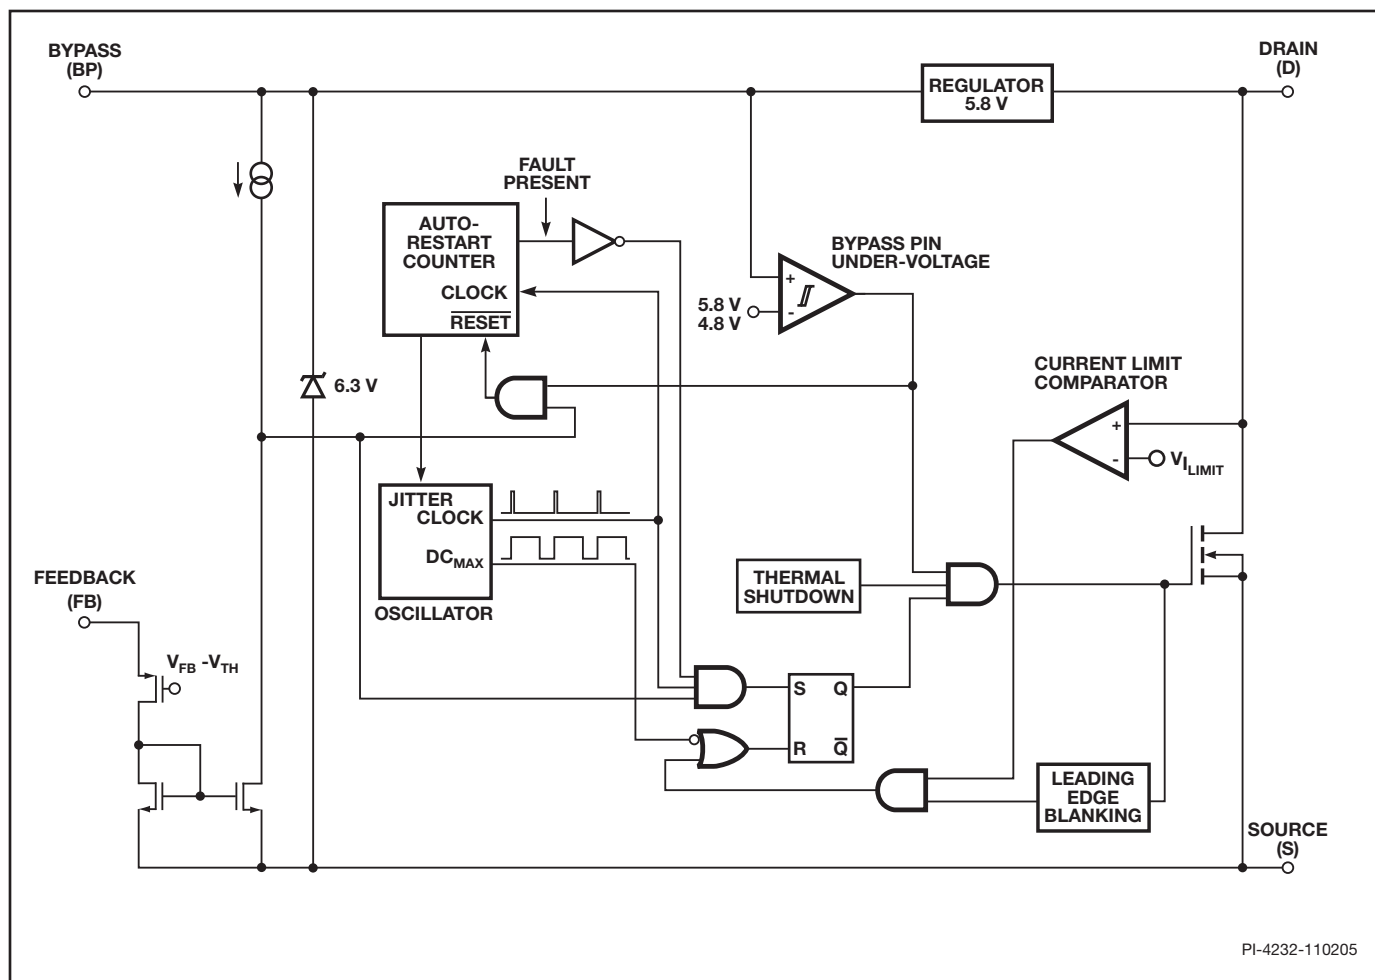 BYPASS
(BP)
DRAIN
(D)
REGULATOR
5.8 V
FAULT
PRESENT
AUTO-
RESTART
COUNTER
CLOCK
RESET
BYPASS PIN
UNDER-VOLTAGE
+
-
5.8 V
4.8 V
6.3 V
CURRENT LIMIT
COMPARATOR
+
-
VILIMIT
JITTER
CLOCK
DCMAX
OSCILLATOR
THERMAL
SHUTDOWN
FEEDBACK
(FB)
VFB -VTH
S Q
R Q
LEADING
EDGE
BLANKING
SOURCE
(S)
PI-4232-110205